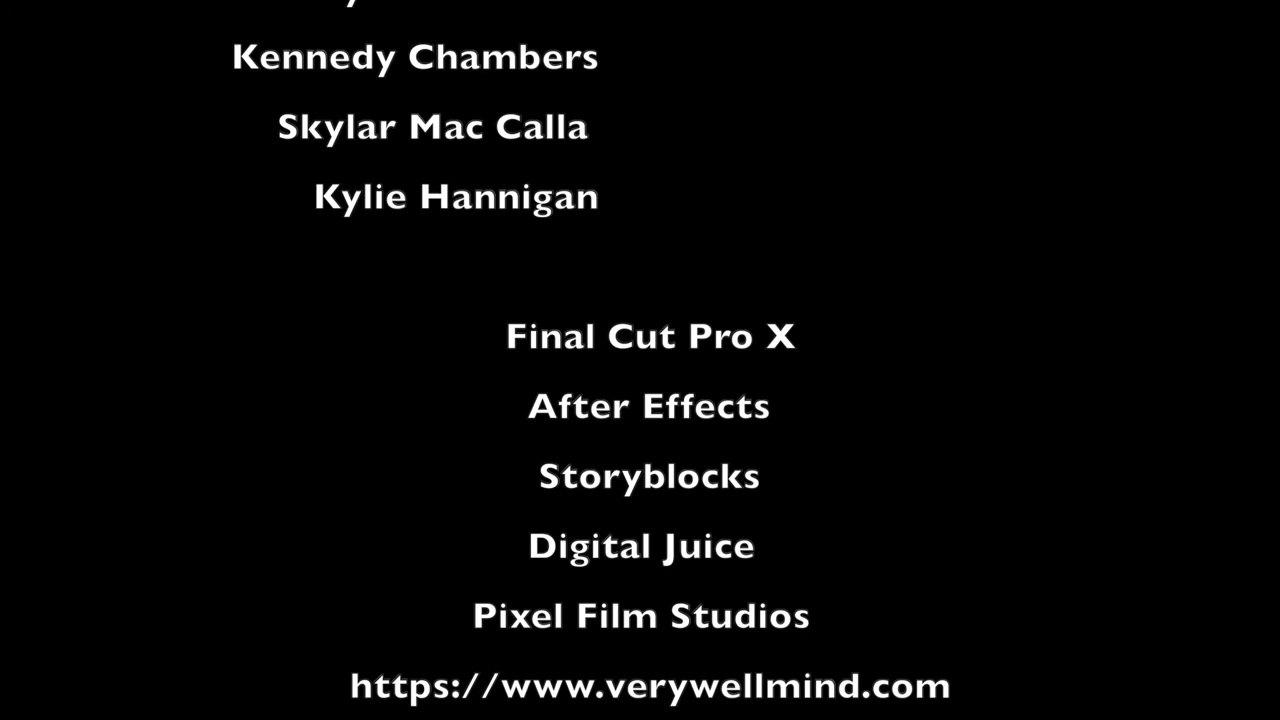 Kennedy Chambers
Skylar Mac Calla
Kylie Hannigan
Final Cut Pro X
After Effects
Storyblocks
Digital Juice
Pixel Film Studios
https://www.verywellmind.com